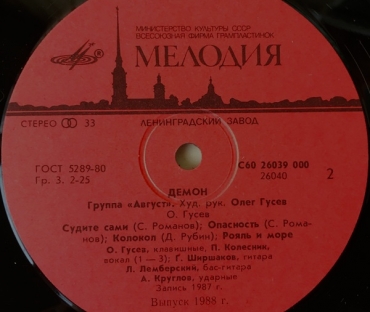 МИНИСТЕРСТВО КУЛЬТУРЫ СССР
ВСЕСОЮЗНАЯ ФИРМА ГРАМПЛАСТИНОК
® МЕЛОДИЯ
СТЕРЕО 33 ЛЕНИНГРАДСКИЙ ЗАВОД
ГОСТ 5289-80
Гр. 3. 2-25
С60 26039 000
26040 2
ДЕМОН
Группа «Август». Худ. рук. Олег Гусев
О. Гусев
Судите сами (С. Романов); Опасность (С. Рома-
нов); Колокол (Д. Рубин); Рояль и море
О. Гусев, клавишные, П. Колесник,
вокал (1—3); Г. Ширшаков, гитара
Л. Лемберский, бас-гитара
А. Круглов, ударные
Запись 1987 г.
Выпуск 1988 г.